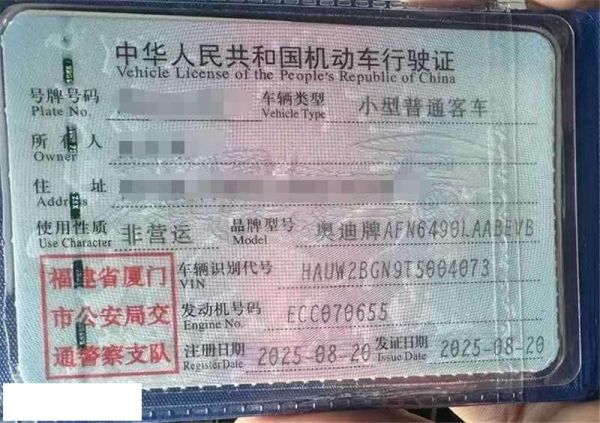 中华人民共和国机动车行驶证
Vehicle License of the People's Republic of China
号牌号码 车辆类型 小型普通客车
Plate No. Vehicle Type
所有人
Owner
住址
Address
使用性质 非营运 品牌型号 奥迪牌AFN6490LAABEVB
Use Character Model
福建省厦门
市公安局交
通警察支队
车辆识别代号 HAUW2BGN9T5004073
VIN
发动机号码 ECC070655
Engine No.
注册日期 2025-08-20 发证日期 2025-08-20
Register Date Issue Date